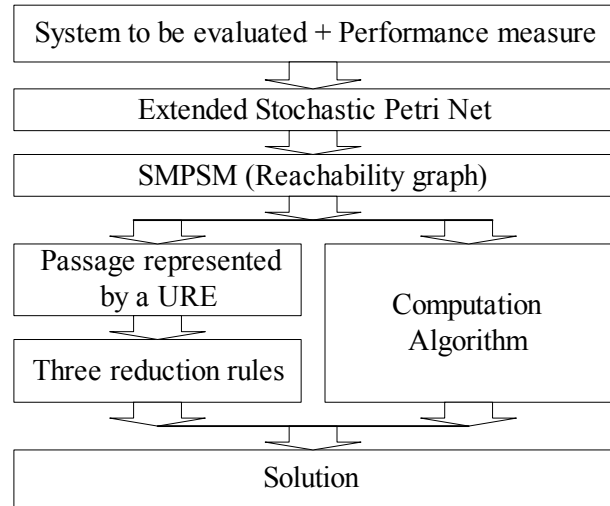 System to be evaluated + Performance measure
Extended Stochastic Petri Net
SMPSM (Reachability graph)
Passage represented
by a URE
Three reduction rules
Computation
Algorithm
Solution